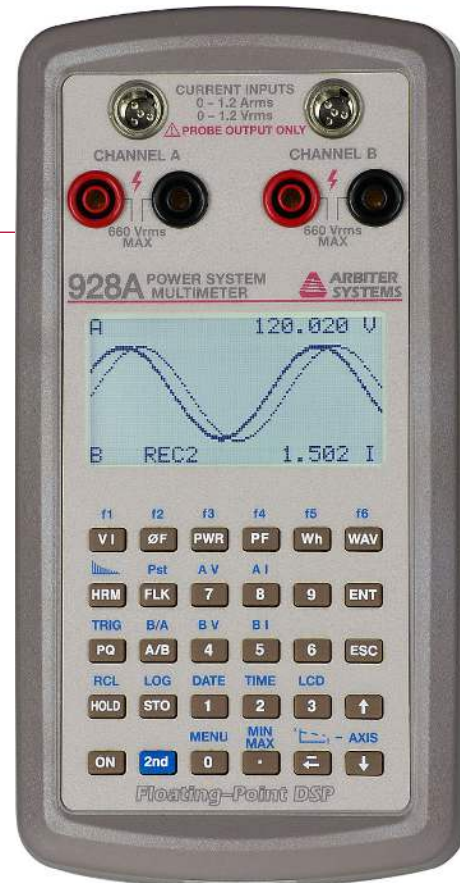 CURRENT INPUTS
0 – 1.2 Arms
0 – 1.2 Vrms
⚠ PROBE OUTPUT ONLY
CHANNEL A CHANNEL B
660 Vrms MAX 660 Vrms MAX
928A POWER SYSTEM MULTIMETER ARBITER SYSTEMS
A 120.020 V
B REC2 1.502 I
f1 f2 f3 f4 f5 f6
V I ØF PWR PF Wh WAV
Pst A V A I
HRM FLK 7 8 9 ENT
TRIG B/A B V B I
PQ A/B 4 5 6 ESC
RCL LOG DATE TIME LCD
HOLD STO 1 2 3 ↑
MENU MIN MAX – AXIS
ON 2nd 0 . ↓
Floating-Point DSP